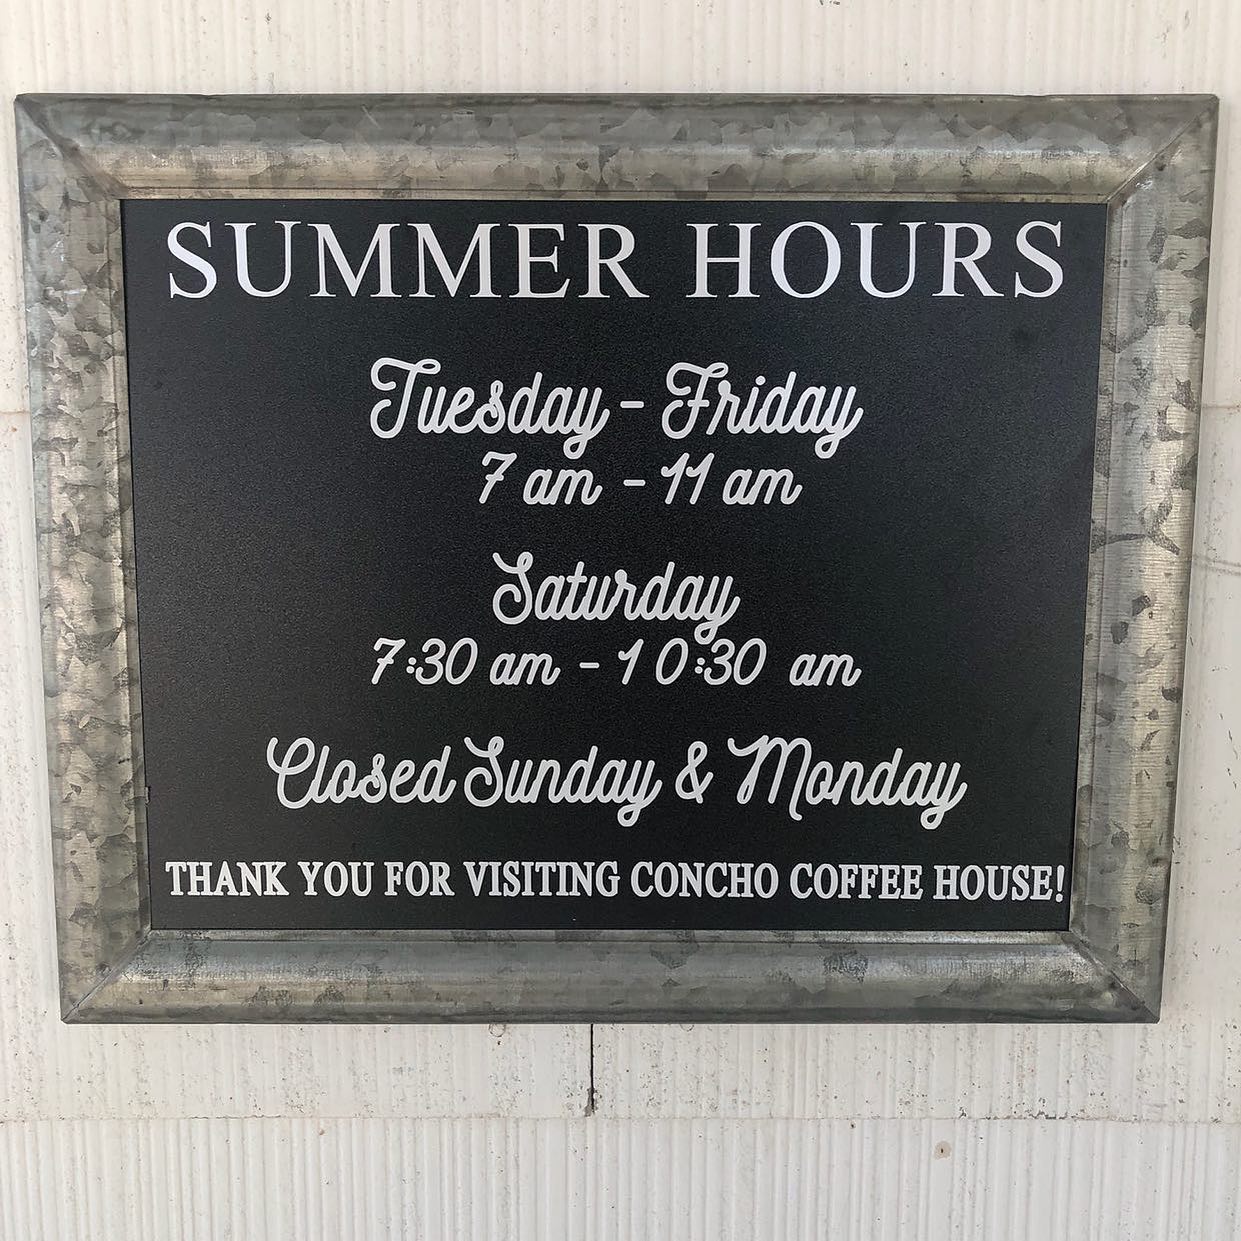 SUMMER HOURS
Tuesday - Friday
7 am - 11 am
Saturday
7:30 am - 10:30 am
Closed Sunday & Monday
THANK YOU FOR VISITING CONCHO COFFEE HOUSE!